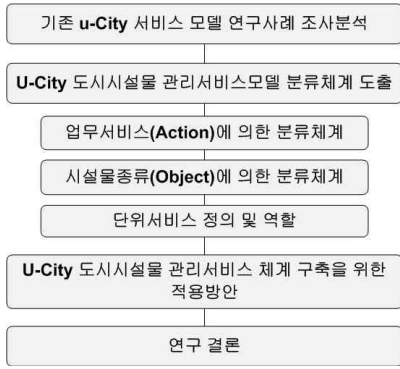 기존 u-City 서비스 모델 연구사례 조사분석
U-City 도시시설물 관리서비스모델 분류체계 도출
업무서비스(Action)에 의한 분류체계
시설물종류(Object)에 의한 분류체계
단위서비스 정의 및 역할
U-City 도시시설물 관리서비스 체계 구축을 위한
적용방안
연구 결론